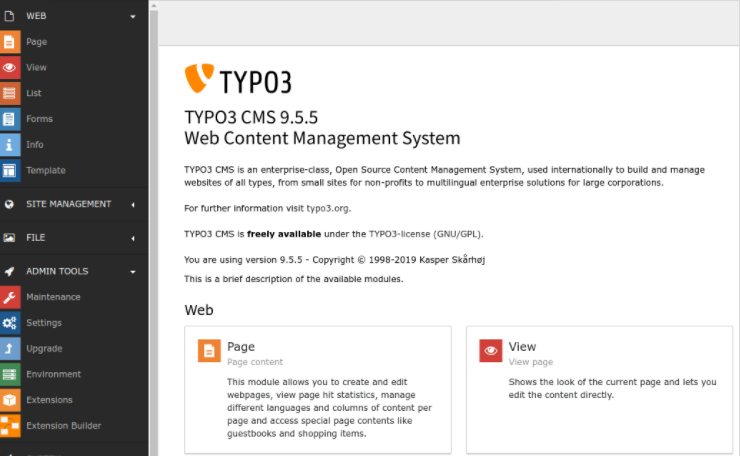 WEB
Page
View
List
Forms
Info
Template
SITE MANAGEMENT
FILE
ADMIN TOOLS
Maintenance
Settings
Upgrade
Environment
Extensions
Extension Builder
TYPO3
TYPO3 CMS 9.5.5
Web Content Management System
TYPO3 CMS is an enterprise-class, Open Source Content Management System, used internationally to build and manage
websites of all types, from small sites for non-profits to multilingual enterprise solutions for large corporations.
For further information visit typo3.org.
TYPO3 CMS is freely available under the TYPO3-license (GNU/GPL).
You are using version 9.5.5 - Copyright © 1998-2019 Kasper Skårhøj
This is a brief description of the available modules.
Web
Page
Page content
This module allows you to create and edit
webpages, view page hit statistics, manage
different languages and columns of content per
page and access special page contents like
guestbooks and shopping items.
View
View page
Shows the look of the current page and lets you
edit the content directly.